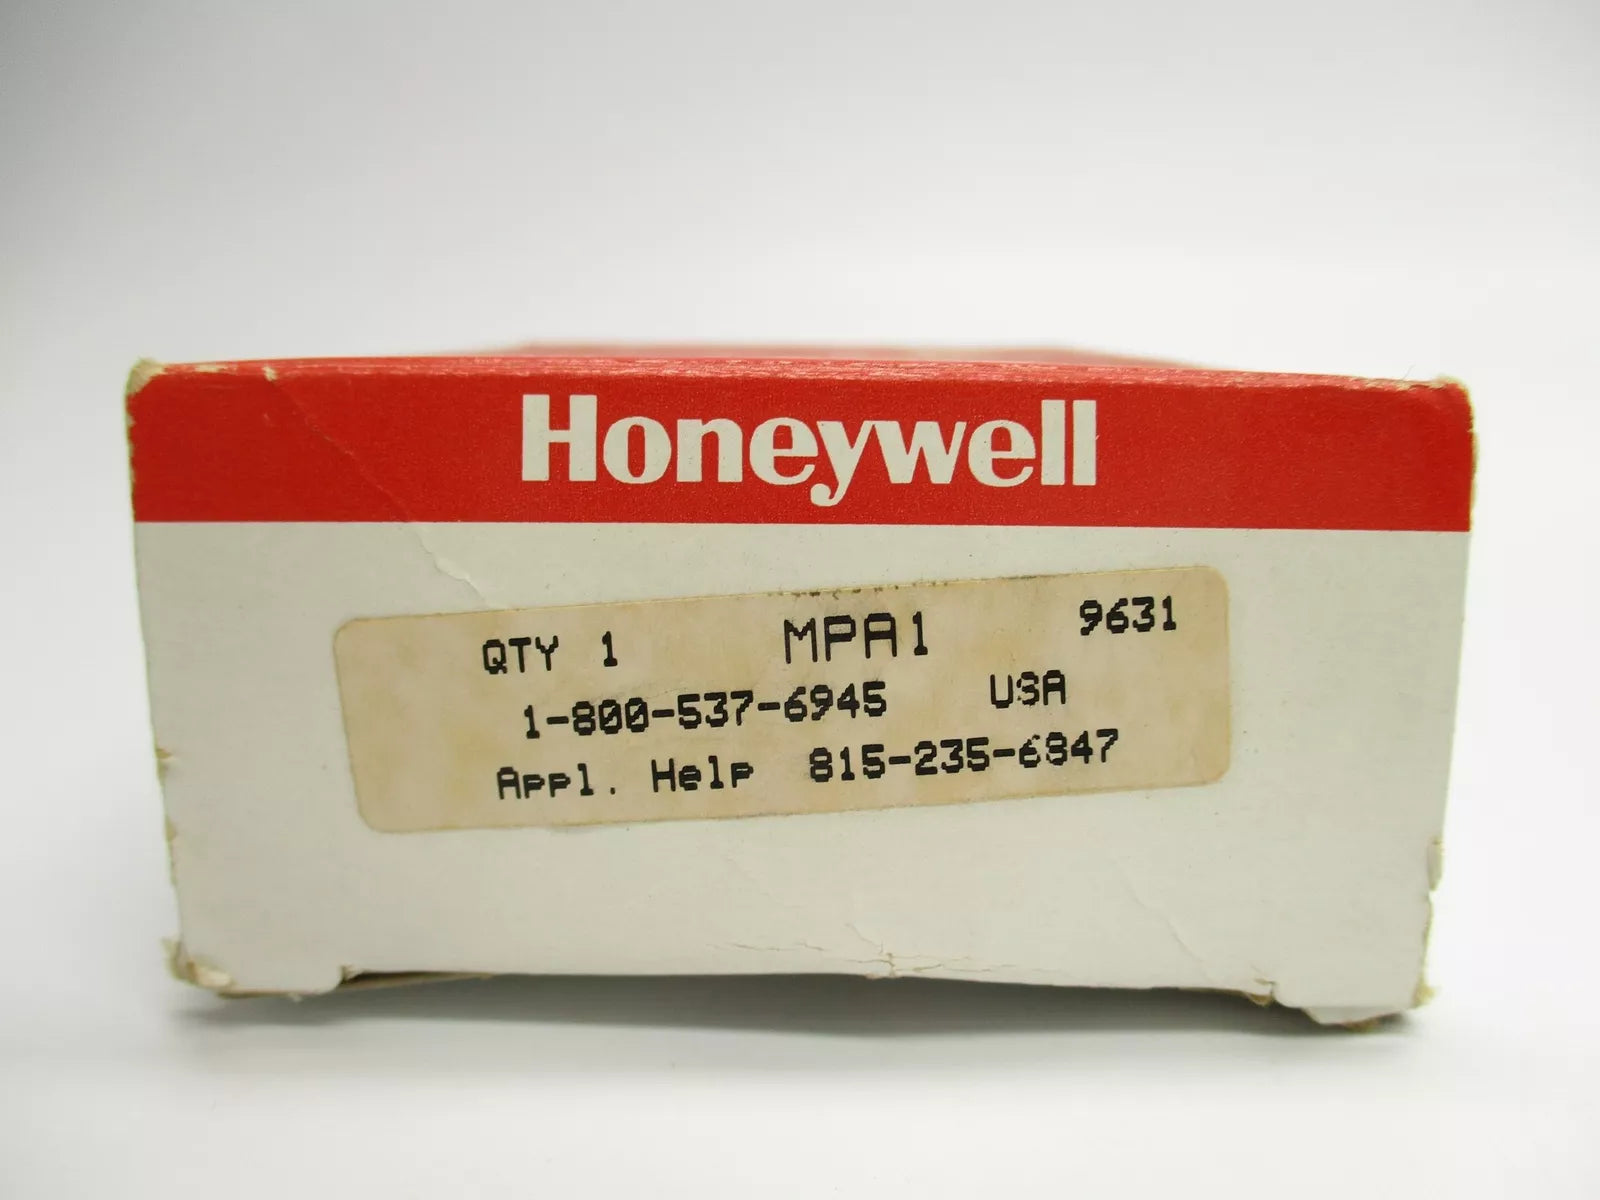 Honeywell
QTY 1 MPA1 9631
1-800-537-6945 USA
Appl. Help 815-235-6847